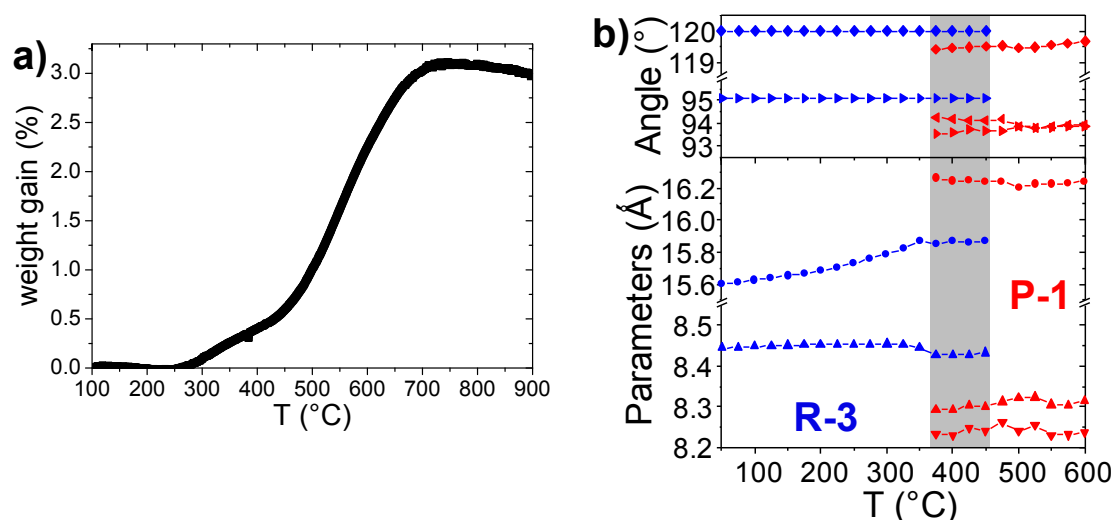 a)
weight gain (%)
3.0
2.5
2.0
1.5
1.0
0.5
0.0
100 200 300 400 500 600 700 800 900
T (°C)
b)
Angle (°)
120
119
95
94
93
Parameters (Å)
16.2
16.0
15.8
15.6
8.5
8.4
8.3
8.2
P-1
R-3
100 200 300 400 500 600
T (°C)